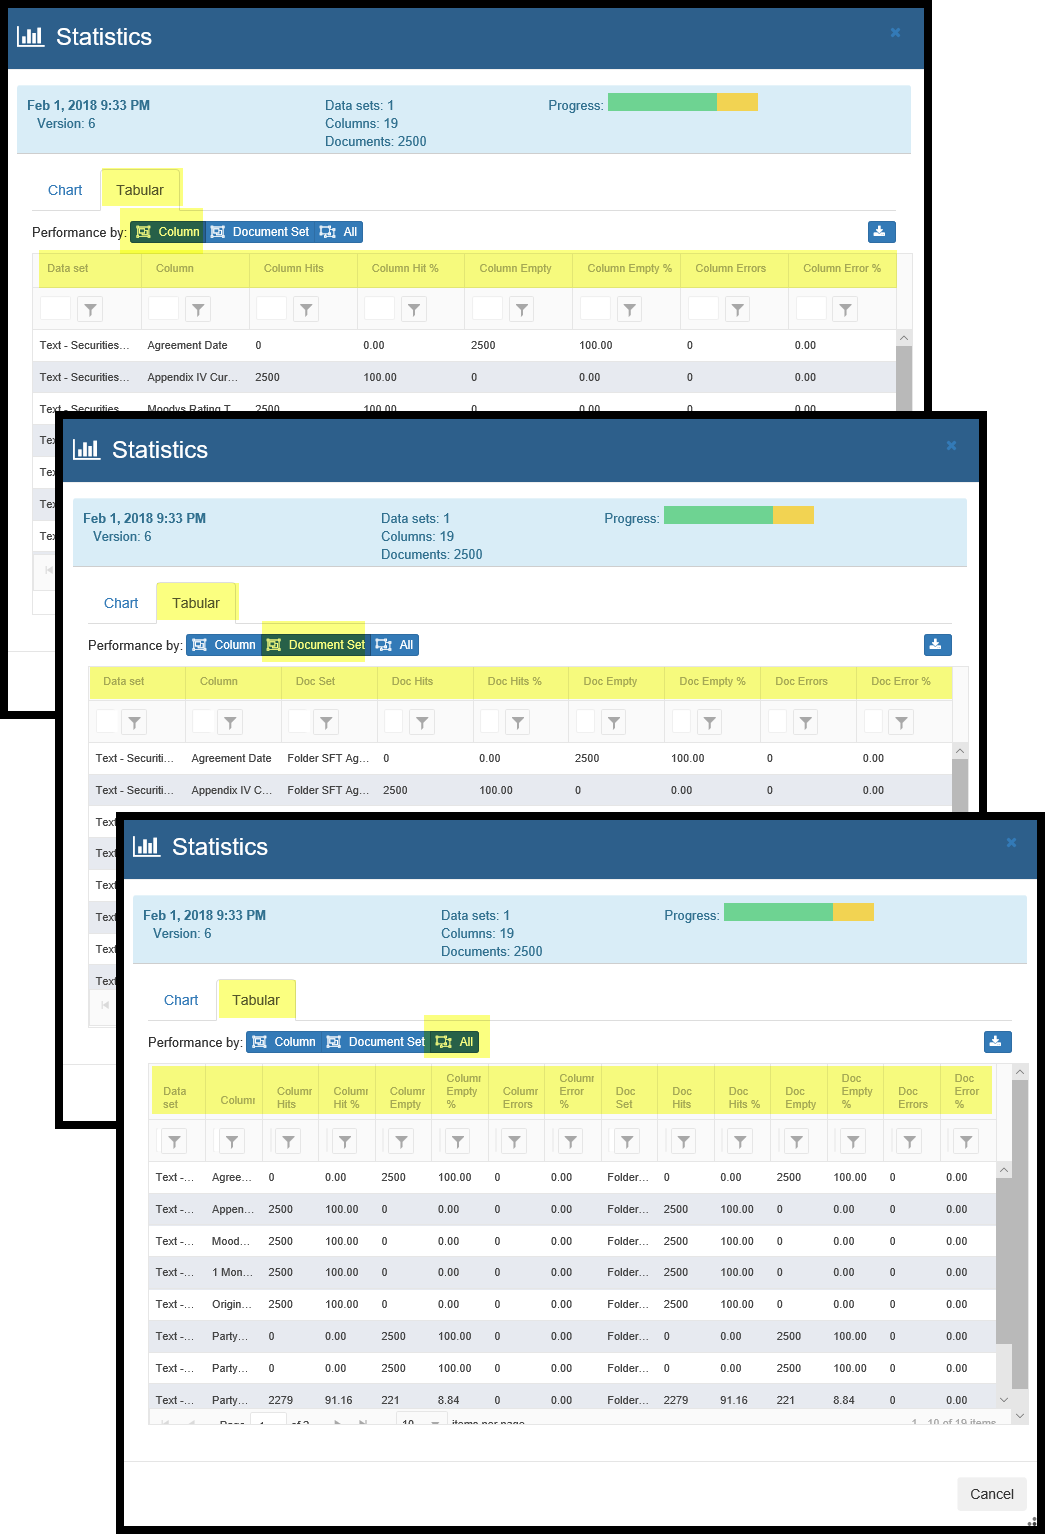 Statistics
Feb 1, 2018 9:33 PM Data sets: 1 Progress:
Version: 6 Columns: 19
Documents: 2500
Chart Tabular
Performance by: Column Document Set All
Data set Column Column Hits Column Hit % Column Empty Column Empty % Column Errors Column Error %
Text - Securities... Agreement Date 0 0.00 2500 100.00 0 0.00
Text - Securities... Appendix IV Cur... 2500 100.00 0 0.00 0 0.00
Text - Securities... Moodys Rating T... 2500 100.00 0 0.00 0 0.00
Tex
Tex
Tex
Tex
Statistics
Feb 1, 2018 9:33 PM Data sets: 1 Progress:
Version: 6 Columns: 19
Documents: 2500
Chart Tabular
Performance by: Column Document Set All
Data set Column Doc Set Doc Hits Doc Hits % Doc Empty Doc Empty % Doc Errors Doc Error %
Text - Securiti... Agreement Date Folder SFT Ag... 0 0.00 2500 100.00 0 0.00
Text - Securiti... Appendix IV C... Folder SFT Ag... 2500 100.00 0 0.00 0 0.00
Text
Text
Text
Text
Text
Text
Statistics
Feb 1, 2018 9:33 PM Data sets: 1 Progress:
Version: 6 Columns: 19
Documents: 2500
Chart Tabular
Performance by: Column Document Set All
Data set Column Column Hits Column Hit % Column Empty Column Empty % Column Errors Column Error % Doc Set Doc Hits Doc Hits % Doc Empty Doc Empty % Doc Errors Doc Error %
Text -... Agree... 0 0.00 2500 100.00 0 0.00 Folder... 0 0.00 2500 100.00 0 0.00
Text -... Appen... 2500 100.00 0 0.00 0 0.00 Folder... 2500 100.00 0 0.00 0 0.00
Text -... Mood... 2500 100.00 0 0.00 0 0.00 Folder... 2500 100.00 0 0.00 0 0.00
Text -... 1 Mon... 2500 100.00 0 0.00 0 0.00 Folder... 2500 100.00 0 0.00 0 0.00
Text -... Origin... 2500 100.00 0 0.00 0 0.00 Folder... 2500 100.00 0 0.00 0 0.00
Text -... Party... 0 0.00 2500 100.00 0 0.00 Folder... 0 0.00 2500 100.00 0 0.00
Text -... Party... 0 0.00 2500 100.00 0 0.00 Folder... 0 0.00 2500 100.00 0 0.00
Text -... Party... 2279 91.16 221 8.84 0 0.00 Folder... 2279 91.16 221 8.84 0 0.00
Page 1 of 2 10 items per page 1 - 10 of 19 items
Cancel